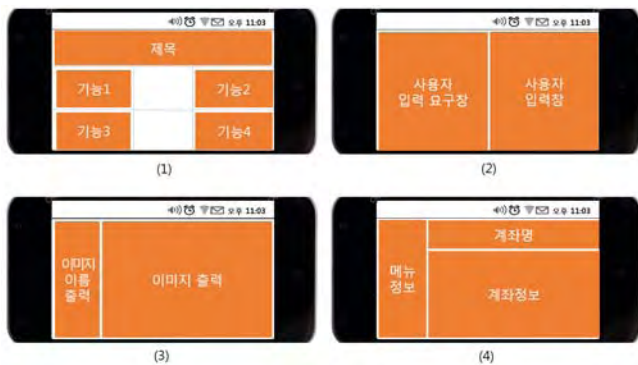 오후 11:03
제목
기능1
기능2
기능3
기능4
(1)
오후 11:03
사용자
입력 요구창
사용자
입력창
(2)
오후 11:03
이미지
이름
출력
이미지 출력
(3)
오후 11:03
메뉴
정보
계좌명
계좌정보
(4)